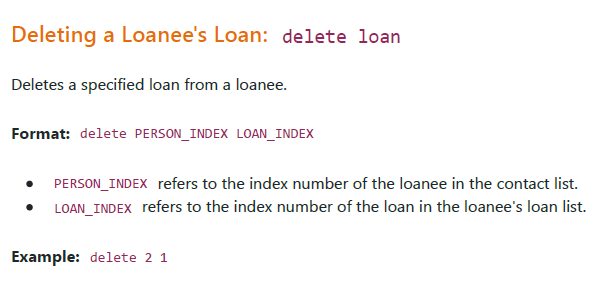 Deleting a Loanee's Loan: delete loan
Deletes a specified loan from a loanee.
Format: delete PERSON_INDEX LOAN_INDEX
• PERSON_INDEX refers to the index number of the loanee in the contact list.
• LOAN_INDEX refers to the index number of the loan in the loanee's loan list.
Example: delete 2 1